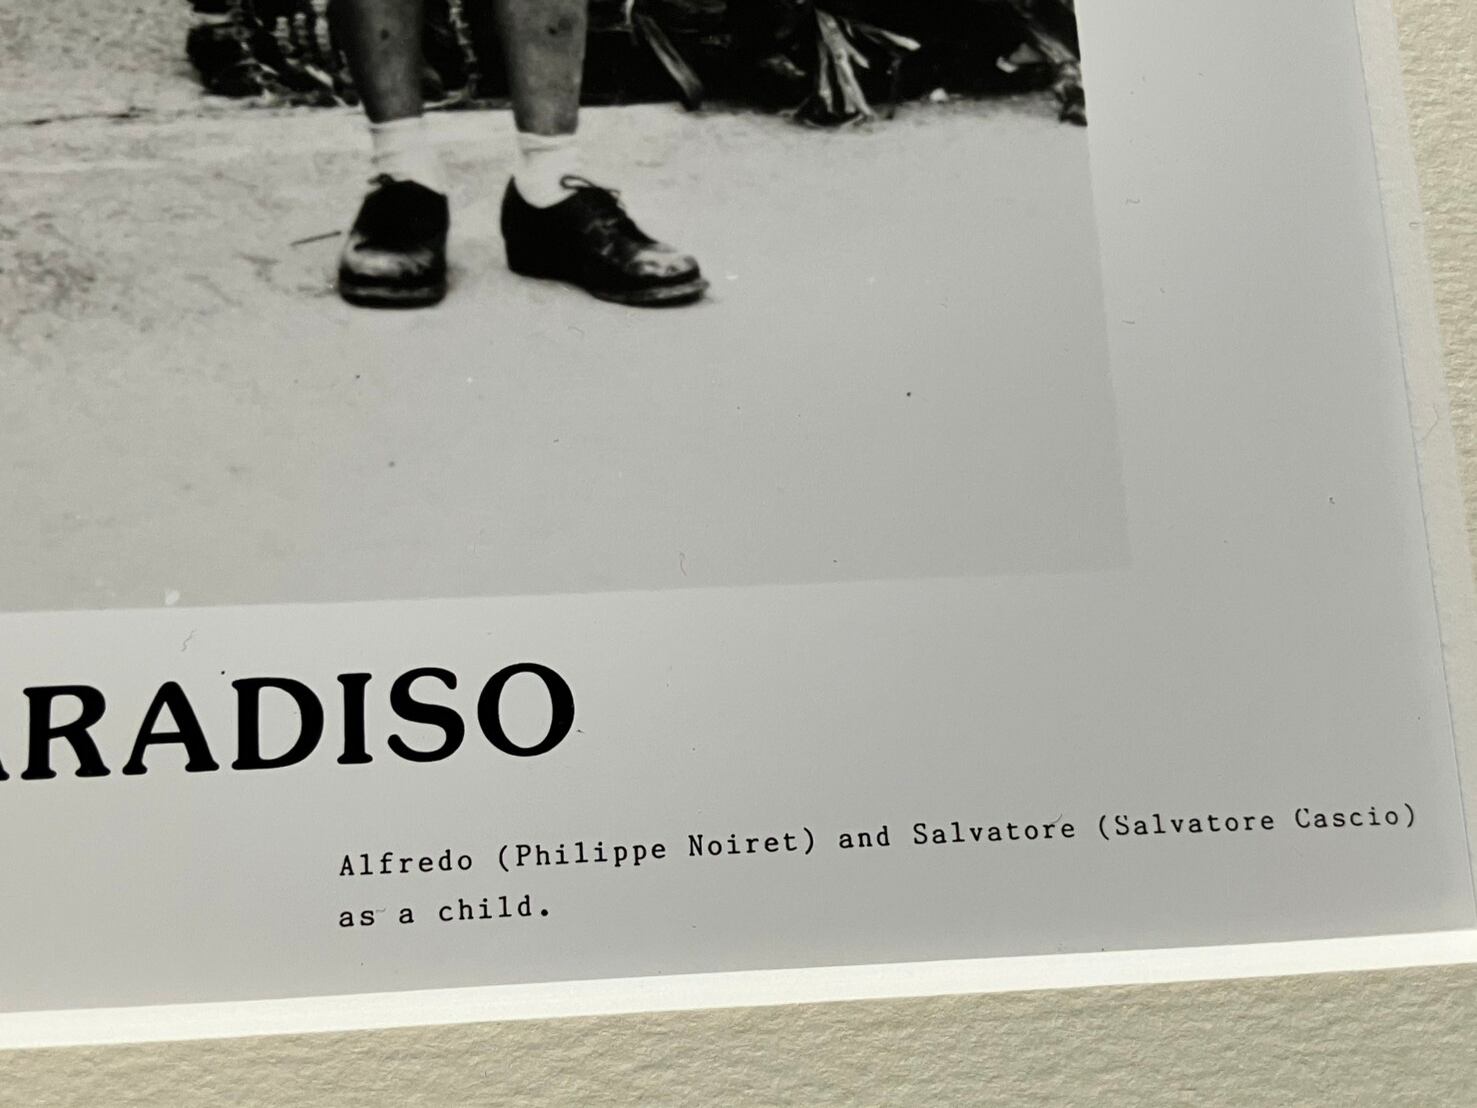 ARADISO
Alfredo (Philippe Noiret) and Salvatore (Salvatore Cascio)
as a child.